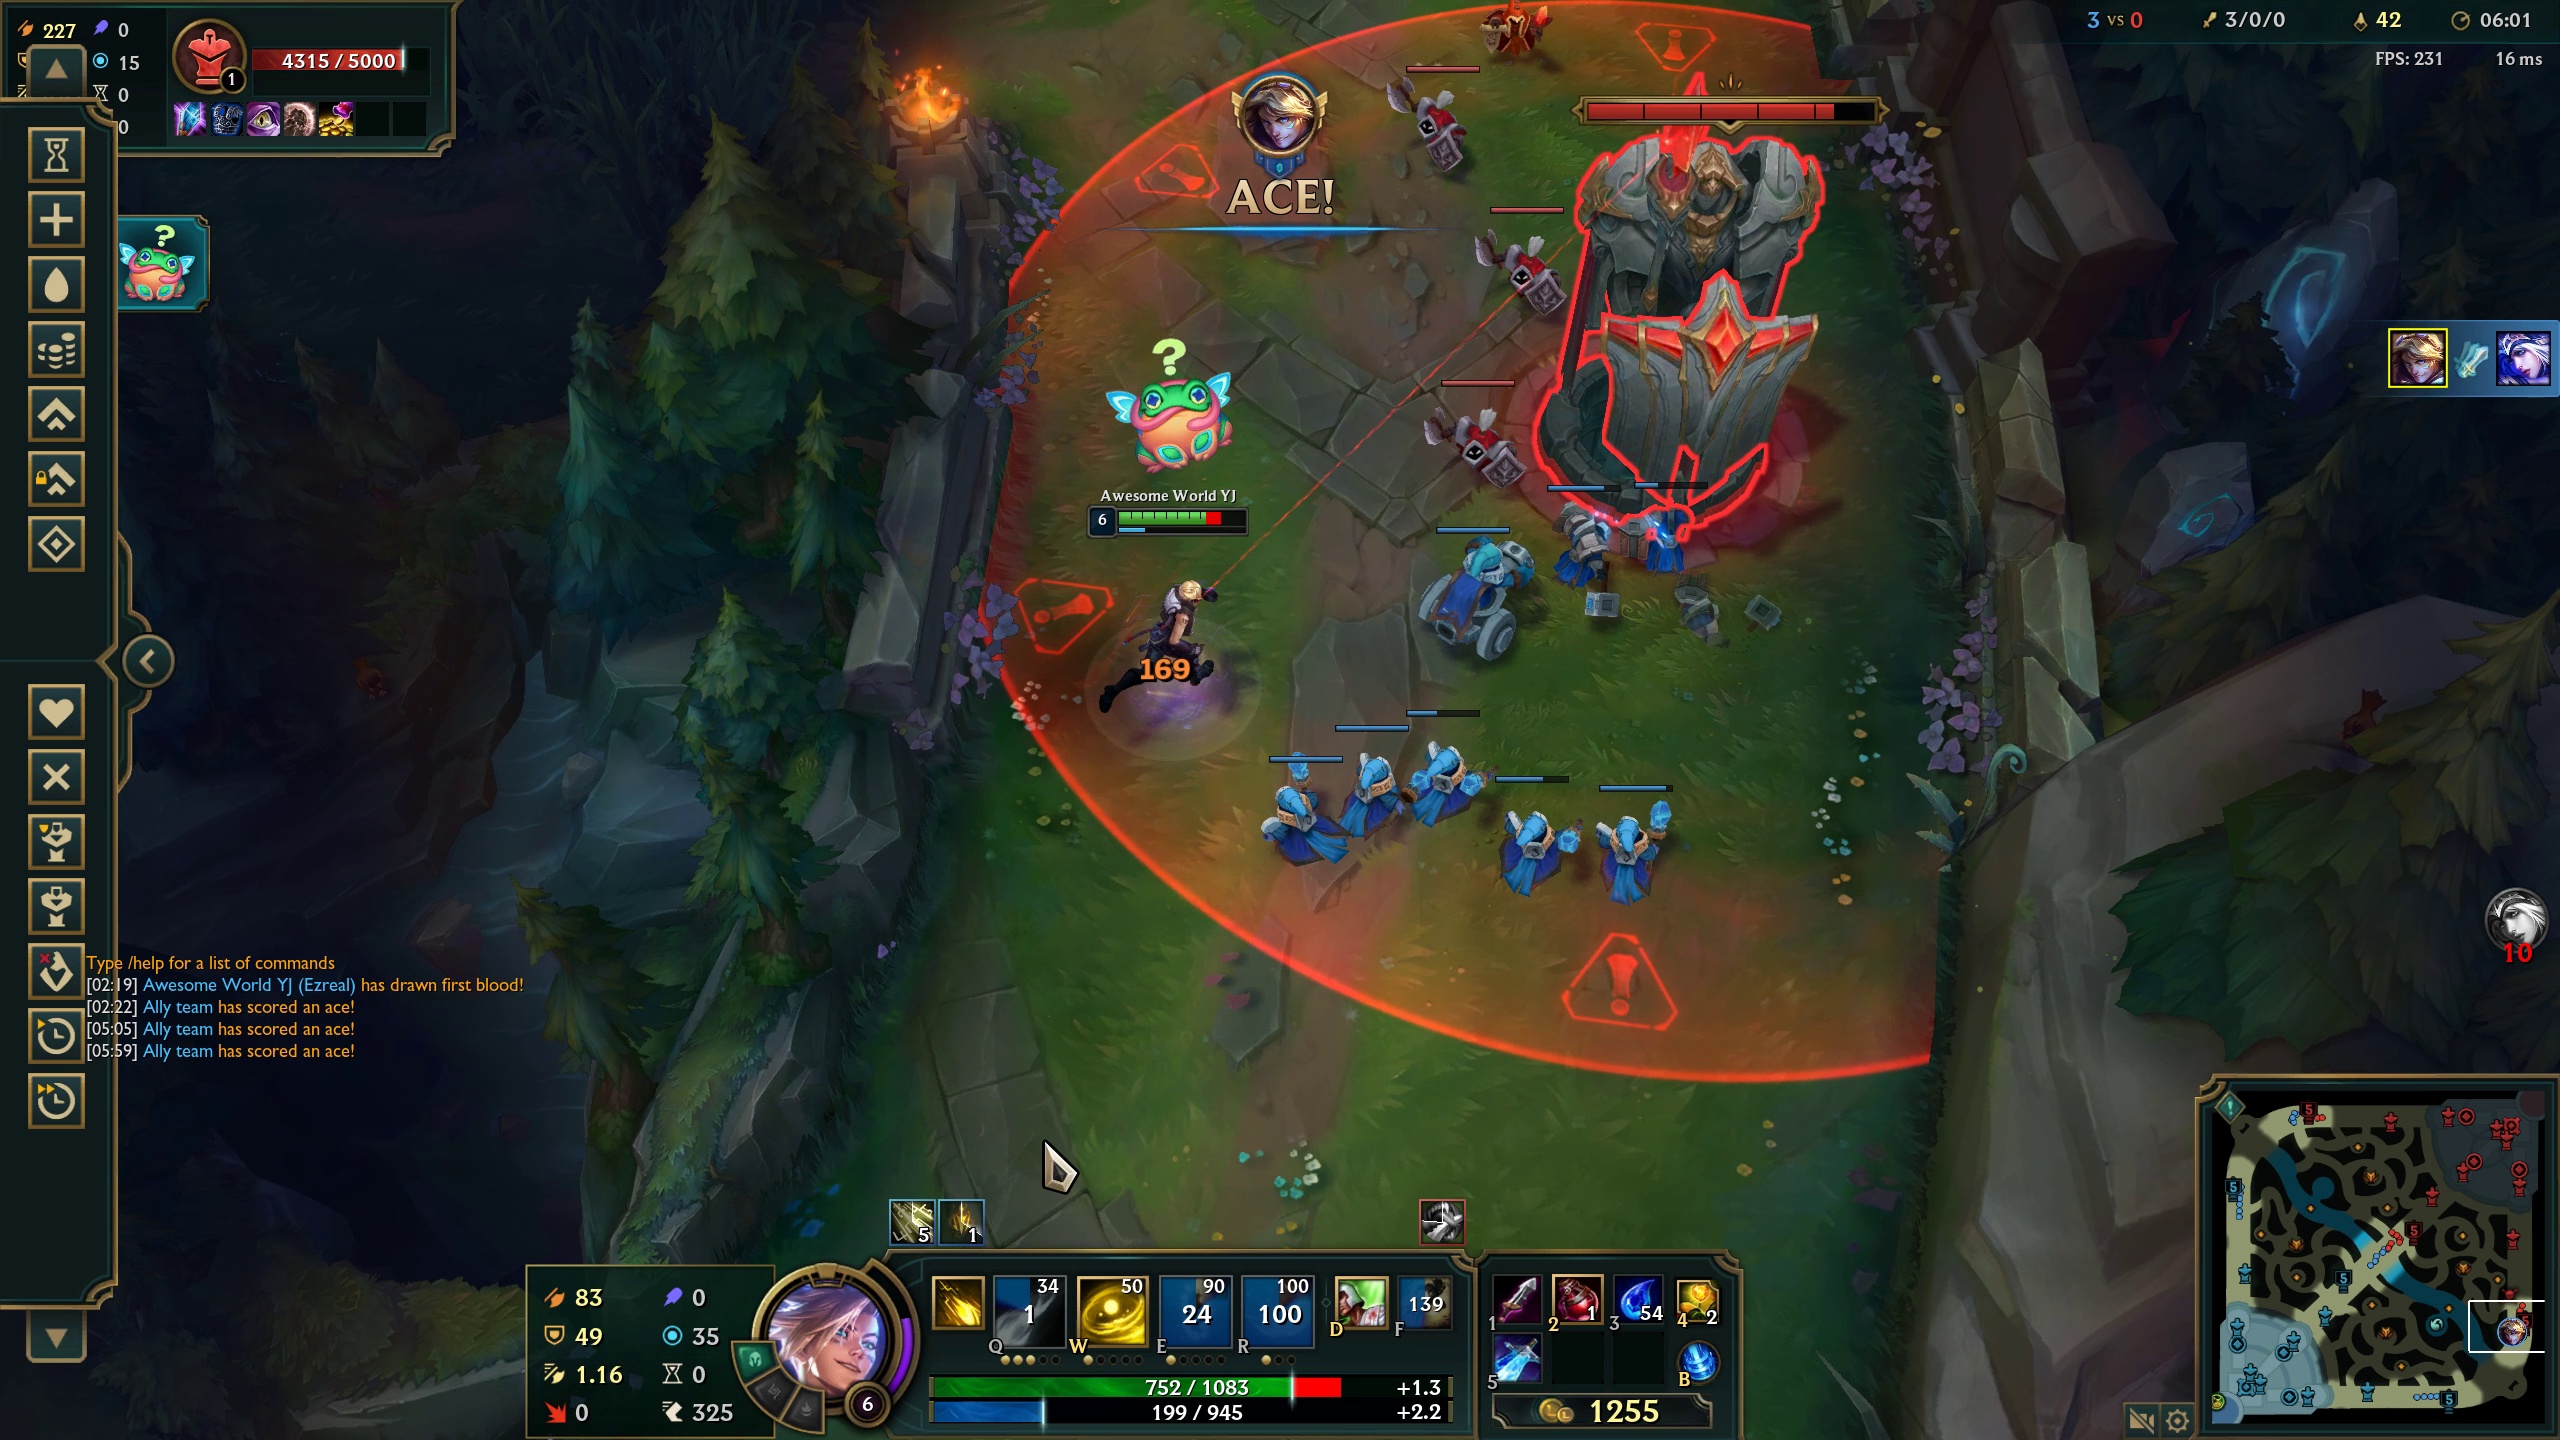 227
0
15
0
0
1
4315 / 5000
3 VS 0
3/0/0
42
06:01
FPS: 231
16 ms
ACE!
?
?
Awesome World YJ
6
169
10
Type /help for a list of commands
[02:19] Awesome World YJ (Ezreal) has drawn first blood!
[02:22] Ally team has scored an ace!
[05:05] Ally team has scored an ace!
[05:59] Ally team has scored an ace!
5
1
83
0
49
35
1.16
0
0
325
6
34
1
Q
50
W
90
24
E
100
100
R
D
139
F
752 / 1083
+1.3
199 / 945
+2.2
1
2
1
3
54
4
2
5
B
1255
5
5
5
5
5